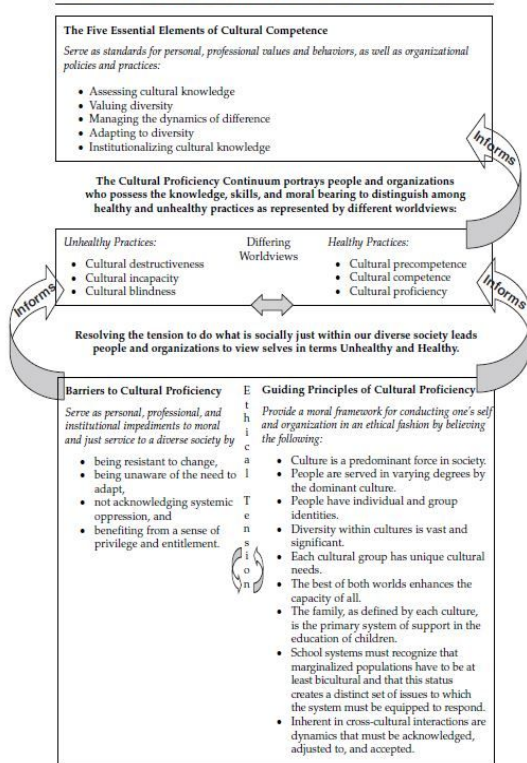 The Five Essential Elements of Cultural Competence
Serve as standards for personal, professional values and behaviors, as well as organizational
policies and practices:
• Assessing cultural knowledge
• Valuing diversity
• Managing the dynamics of difference
• Adapting to diversity
• Institutionalizing cultural knowledge
Informs
The Cultural Proficiency Continuum portrays people and organizations
who possess the knowledge, skills, and moral bearing to distinguish among
healthy and unhealthy practices as represented by different worldviews:
Unhealthy Practices:
• Cultural destructiveness
• Cultural incapacity
• Cultural blindness
Differing
Worldviews
Healthy Practices:
• Cultural precompetence
• Cultural competence
• Cultural proficiency
Informs
Informs
Resolving the tension to do what is socially just within our diverse society leads
people and organizations to view selves in terms Unhealthy and Healthy.
Barriers to Cultural Proficiency
Serve as personal, professional, and
institutional impediments to moral
and just service to a diverse society by
• being resistant to change,
• being unaware of the need to
adapt,
• not acknowledging systemic
oppression, and
• benefiting from a sense of
privilege and entitlement.
Ethical Tension
Guiding Principles of Cultural Proficiency
Provide a moral framework for conducting one's self
and organization in an ethical fashion by believing
the following:
• Culture is a predominant force in society.
• People are served in varying degrees by
the dominant culture.
• People have individual and group
identities.
• Diversity within cultures is vast and
significant.
• Each cultural group has unique cultural
needs.
• The best of both worlds enhances the
capacity of all.
• The family, as defined by each culture,
is the primary system of support in the
education of children.
• School systems must recognize that
marginalized populations have to be at
least bicultural and that this status
creates a distinct set of issues to which
the system must be equipped to respond.
• Inherent in cross-cultural interactions are
dynamics that must be acknowledged,
adjusted to, and accepted.